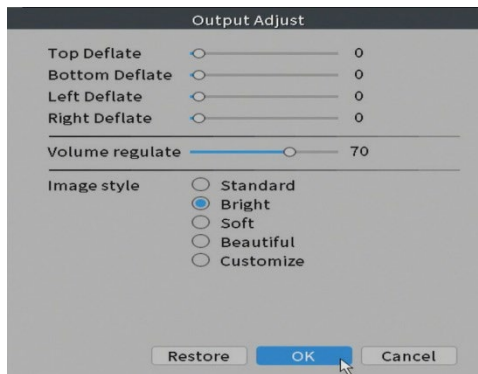 Output Adjust
Top Deflate 0
Bottom Deflate 0
Left Deflate 0
Right Deflate 0
Volume regulate 70
Image style Standard
Bright
Soft
Beautiful
Customize
Restore OK Cancel